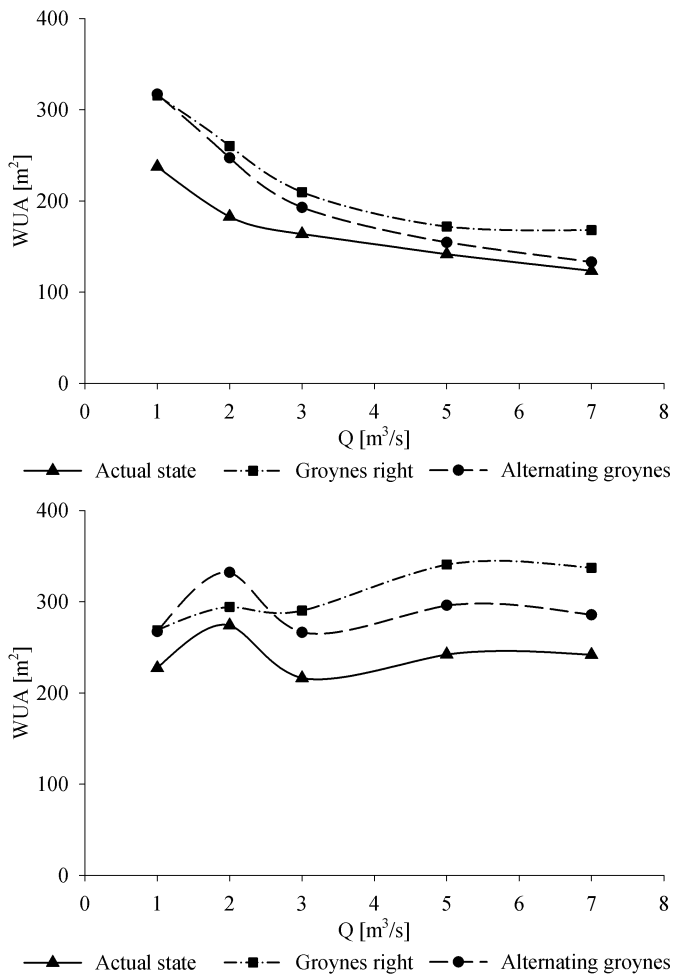 400
300
200
100
0
WUA [m²]
0 1 2 3 4 5 6 7 8
Q [m³/s]
Actual state Groynes right Alternating groynes
400
300
200
100
0
WUA [m²]
0 1 2 3 4 5 6 7 8
Q [m³/s]
Actual state Groynes right Alternating groynes